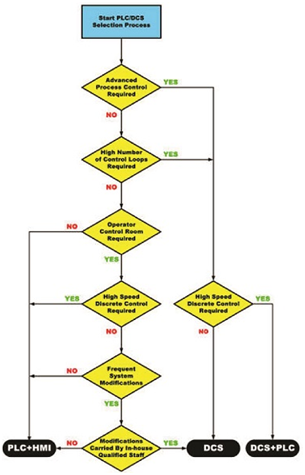 Start PLC/DCS
Selection Process
Advanced
Process Control
Required
YES
NO
High Number
of Control Loops
Required
YES
NO
Operator
Control Room
Required
NO
YES
High Speed
Discrete Control
Required
YES
NO
High Speed
Discrete Control
Required
YES
NO
Frequent
System
Modifications
NO
YES
Modifications
Carried By In-house
Qualified Staff
NO
YES
PLC+HMI
DCS
DCS+PLC